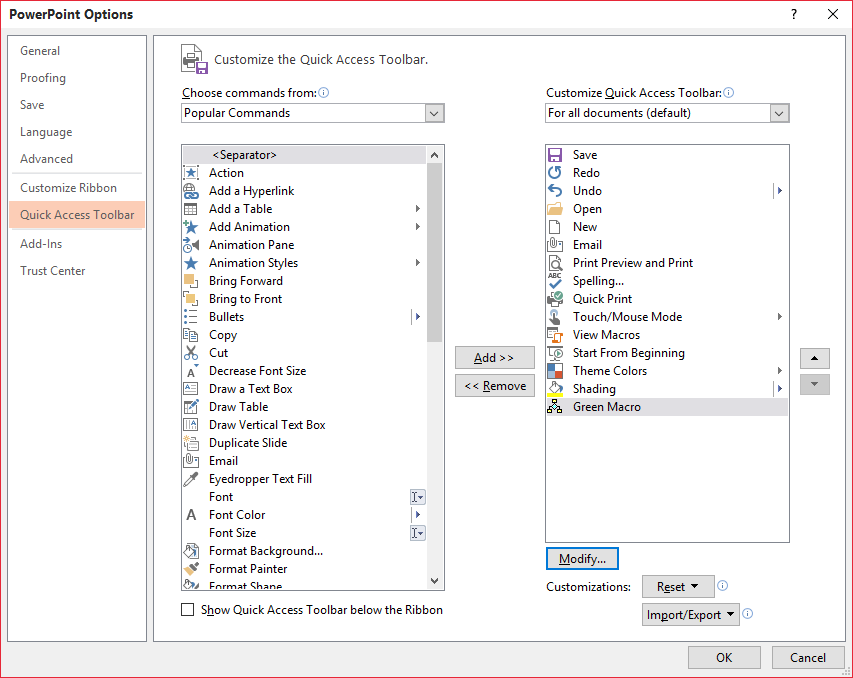 PowerPoint Options
?
General
Proofing
Save
Language
Advanced
Customize Ribbon
Quick Access Toolbar
Add-Ins
Trust Center
Customize the Quick Access Toolbar.
Choose commands from:
Popular Commands
<Separator>
Action
Add a Hyperlink
Add a Table
Add Animation
Animation Pane
Animation Styles
Bring Forward
Bring to Front
Bullets
Copy
Cut
Decrease Font Size
Draw a Text Box
Draw Table
Draw Vertical Text Box
Duplicate Slide
Email
Eyedropper Text Fill
Font
Font Color
Font Size
Format Background...
Format Painter
Format Shape
Show Quick Access Toolbar below the Ribbon
Add >>
<< Remove
Customize Quick Access Toolbar:
For all documents (default)
Save
Redo
Undo
Open
New
Email
Print Preview and Print
Spelling...
Quick Print
Touch/Mouse Mode
View Macros
Start From Beginning
Theme Colors
Shading
Green Macro
Modify...
Customizations:
Reset
Import/Export
OK
Cancel